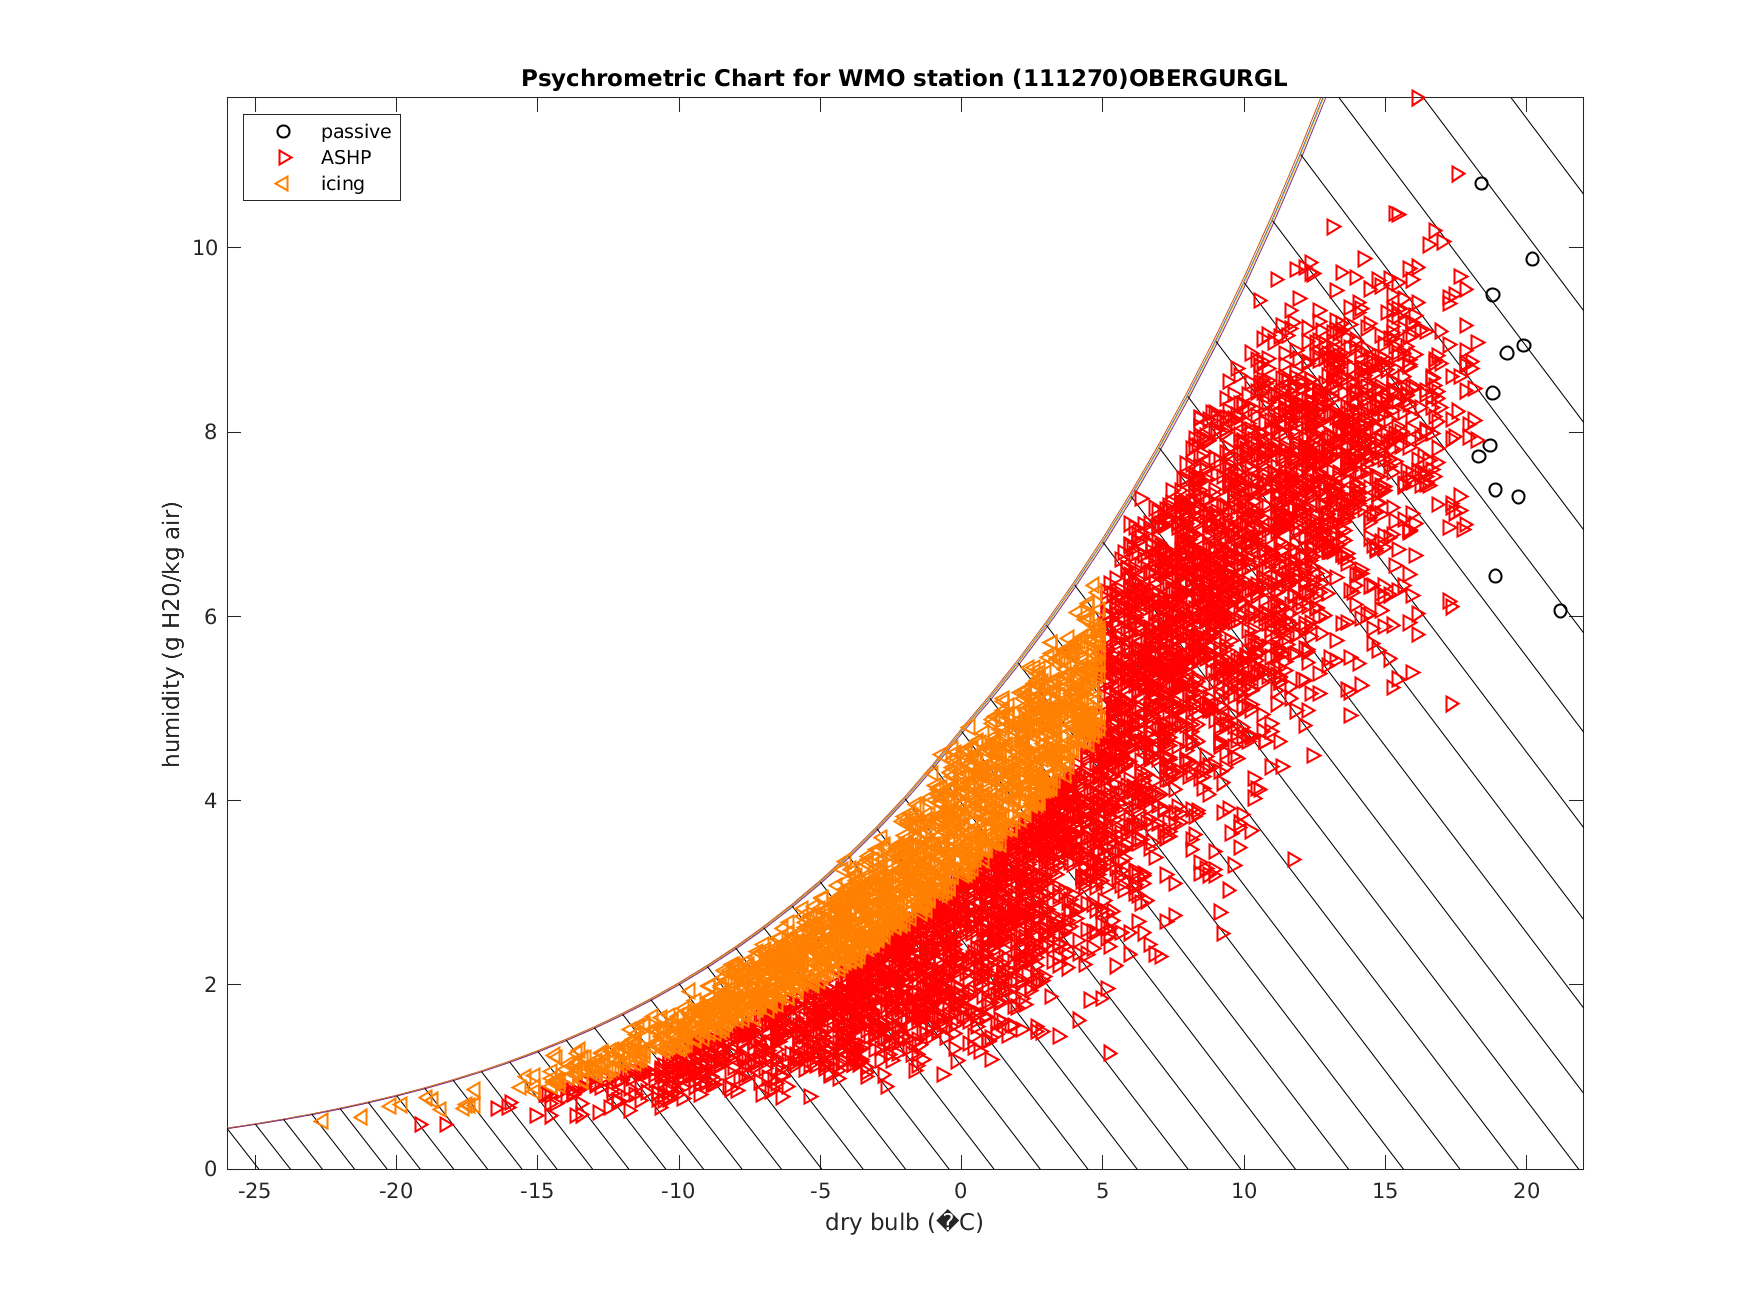 Psychrometric Chart for WMO station (111270)OBERGURGL
passive
ASHP
icing
humidity (g H20/kg air)
10
8
6
4
2
0
-25 -20 -15 -10 -5 0 5 10 15 20
dry bulb (�C)